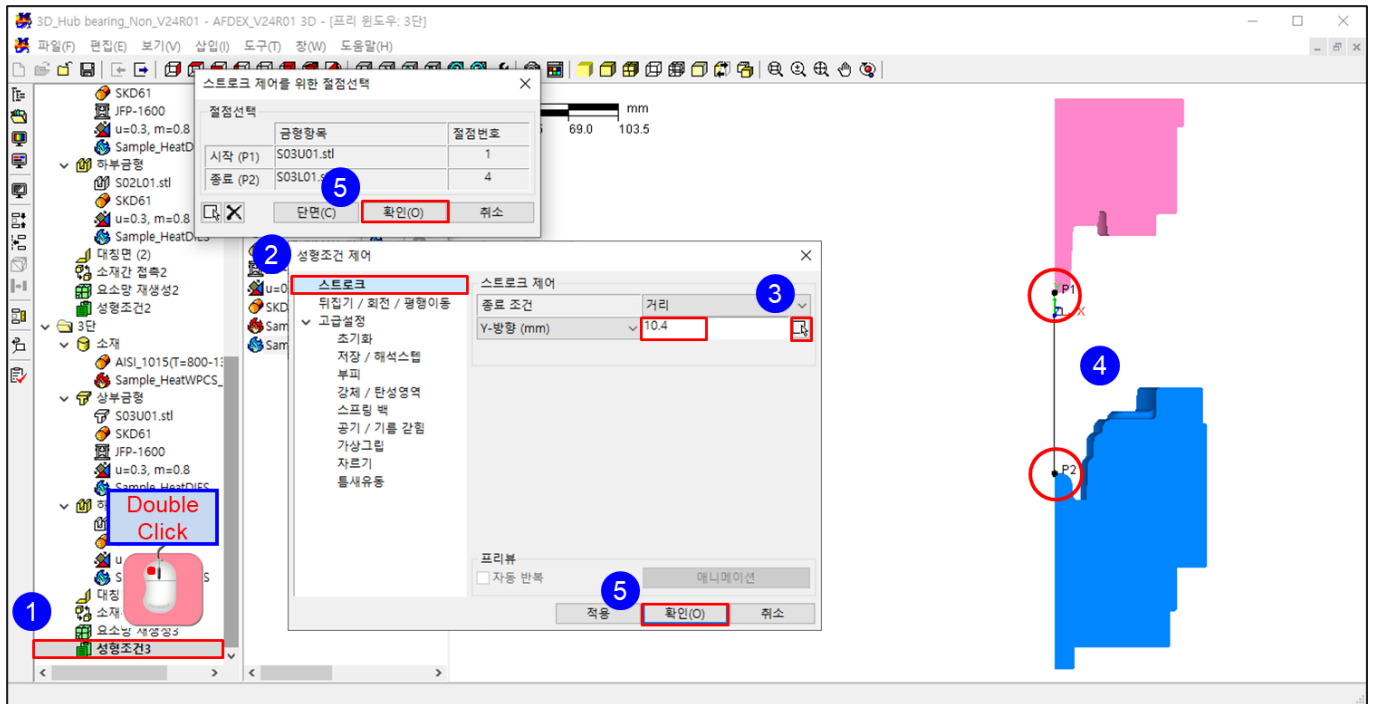 3D_Hub bearing_Non_V24R01 - AFDEX_V24R01 3D - [프리 윈도우: 3단]
파일(F) 편집(E) 보기(V) 삽입(I) 도구(T) 창(W) 도움말(H)
SKD61
JFP-1600
u=0.3, m=0.8
하부금형
S02L01.stl
SKD61
u=0.3, m=0.8
Sample_HeatDIES
대칭면 (2)
소재간 접촉2
요소망 재생성2
성형조건2
3단
소재
AISI_1015(T=800-13
Sample_HeatWPCS_
상부금형
S03U01.stl
SKD61
JFP-1600
u=0.3, m=0.8
Sample_HeatDIES
Double
Click
1
요소망 재생성3
성형조건3
스트로크 제어를 위한 절점선택
절점선택
금형항목 절점번호
시작 (P1) S03U01.stl 1
종료 (P2) 4
5
단면(C) 확인(O) 취소
2
성형조건 제어
스트로크
뒤집기 / 회전 / 평행이동
고급설정
초기화
저장 / 해석스텝
부피
강체 / 탄성영역
스프링 백
공기 / 기름 갇힘
가상그립
자르기
틈새유동
스트로크 제어
종료 조건 거리
3
Y-방향 (mm) 10.4
프리뷰
자동 반복 애니메이션
5
적용 확인(O) 취소
mm
69.0 103.5
P1
X
4
P2